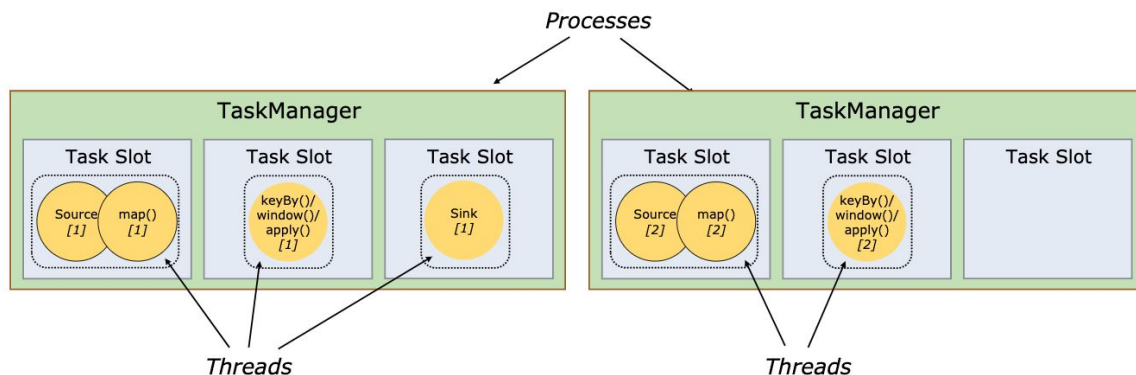 Processes
TaskManager
Task Slot
Source
[1]
map()
[1]
Task Slot
keyBy()/
window()/
apply()
[1]
Task Slot
Sink
[1]
Threads
TaskManager
Task Slot
Source
[2]
map()
[2]
Task Slot
keyBy()/
window()/
apply()
[2]
Task Slot
Threads